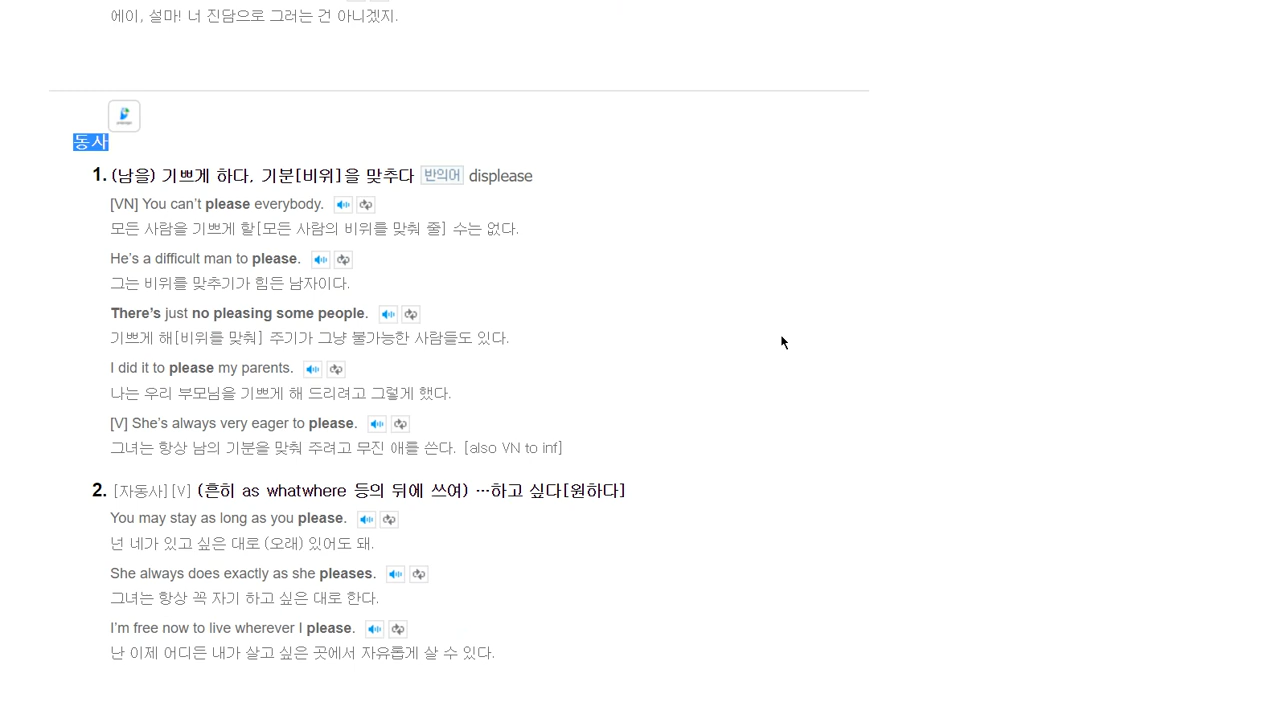 에이, 설마! 너 진담으로 그러는 건 아니겟지.
동사
1. (남을) 기쁘게 하다, 기분[비위]을 맞추다 반의어 displease
[VN] You can’t please everybody.
모든 사람을 기쁘게 할[모든 사람의 비위를 맞춰 줄] 수는 없다.
He’s a difficult man to please.
그는 비위를 맞추기가 힘든 남자이다.
There’s just no pleasing some people.
기쁘게 해[비위를 맞춰] 주기가 그냥 불가능한 사람들도 있다.
I did it to please my parents.
나는 우리 부모님을 기쁘게 해 드리려고 그렇게 했다.
[V] She’s always very eager to please.
그녀는 항상 남의 기분을 맞춰 주려고 무진 애를 쓴다. [also VN to inf]
2. [자동사][V] (흔히 as whatwhere 등의 뒤에 쓰여) …하고 싶다[원하다]
You may stay as long as you please.
넌 네가 있고 싶은 대로 (오래) 있어도 돼.
She always does exactly as she pleases.
그녀는 항상 꼭 자기 하고 싶은 대로 한다.
I’m free now to live wherever I please.
난 이제 어디든 내가 살고 싶은 곳에서 자유롭게 살 수 있다.